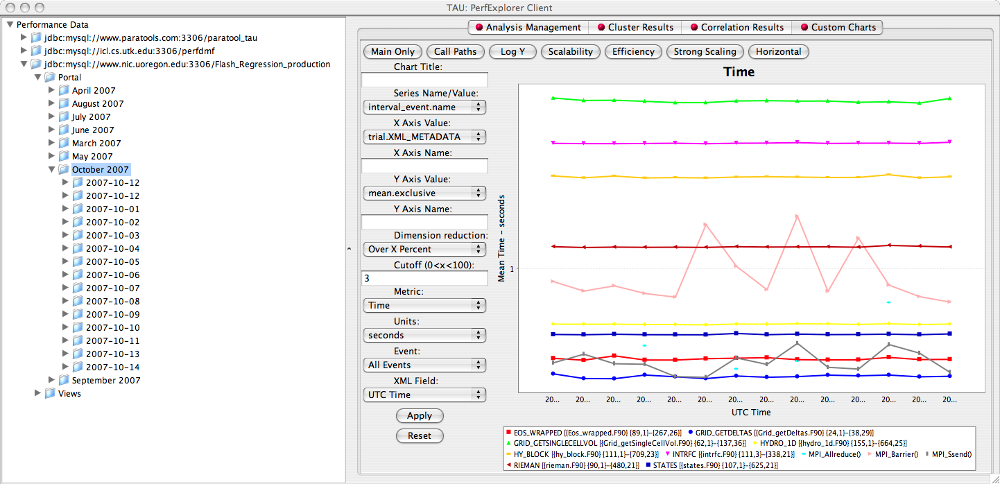 TAU: PerfExplorer Client
Performance Data
jdbc:mysql://www.paratools.com:3306/paratool_tau
jdbc:mysql://icl.cs.utk.edu:3306/perfdmf
jdbc:mysql://www.nic.uoregon.edu:3306/Flash_Regression_production
Portal
April 2007
August 2007
July 2007
June 2007
March 2007
May 2007
October 2007
2007-10-12
2007-10-12
2007-10-01
2007-10-02
2007-10-03
2007-10-04
2007-10-05
2007-10-06
2007-10-07
2007-10-08
2007-10-09
2007-10-10
2007-10-11
2007-10-13
2007-10-14
September 2007
Views
Analysis Management Cluster Results Correlation Results Custom Charts
Main Only Call Paths Log Y Scalability Efficiency Strong Scaling Horizontal
Chart Title:
Series Name/Value:
interval_event.name
X Axis Value:
trial.XML_METADATA
X Axis Name:
Y Axis Value:
mean.exclusive
Y Axis Name:
Dimension reduction:
Over X Percent
Cutoff (0<x<100):
3
Metric:
Time
Units:
seconds
Event:
All Events
XML Field:
UTC Time
Apply
Reset
Time
Mean Time - seconds
1
20... 20... 20... 20... 20... 20... 20... 20... 20... 20... 20... 20... 20... 20...
UTC Time
EOS_WRAPPED [{Eos_wrapped.F90} {89,1}-{267,26}] GRID_GETDELTAS [{Grid_getDeltas.F90} {24,1}-{38,29}]
GRID_GETSINGLECELLVOL [{Grid_getSingleCellVol.F90} {62,1}-{137,36}] HYDRO_1D [{hydro_1d.F90} {155,1}-{664,25}]
HY_BLOCK [{hy_block.F90} {111,1}-{709,23}] INTRFC [{intrfc.F90} {111,3}-{338,21}] MPI_Allreduce() MPI_Barrier() MPI_Ssend()
RIEMAN [{rieman.F90} {90,1}-{480,21}] STATES [{states.F90} {107,1}-{625,21}]